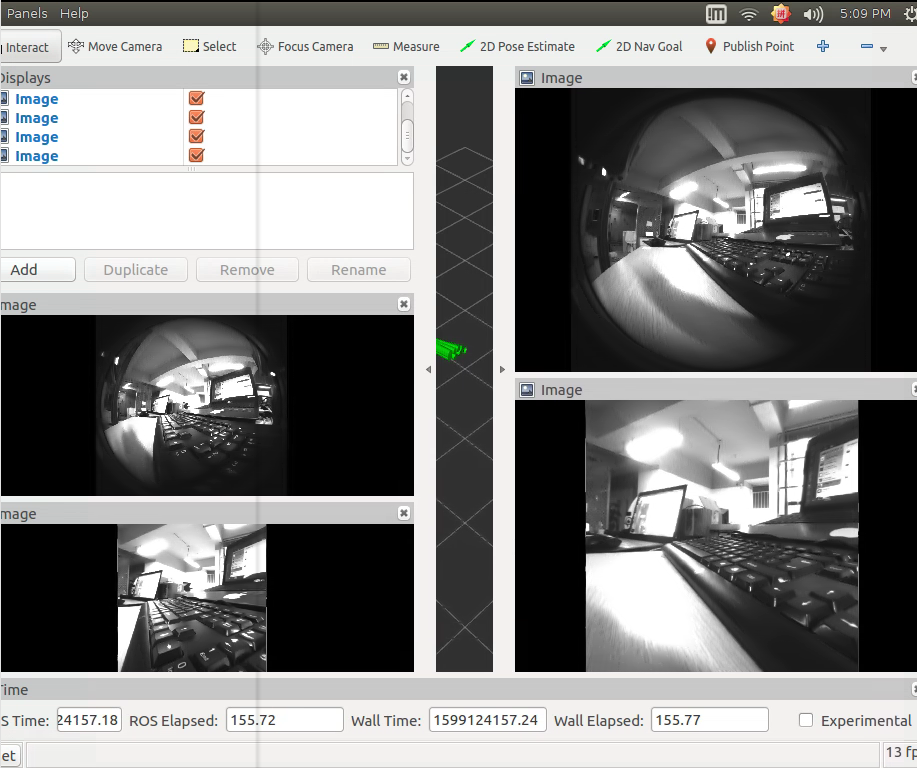 Panels Help
5:09 PM
Interact Move Camera Select Focus Camera Measure 2D Pose Estimate 2D Nav Goal Publish Point
Displays
Image
Image
Image
Image
Add Duplicate Remove Rename
mage
mage
Image
Image
Time
S Time: 24157.18 ROS Elapsed: 155.72 Wall Time: 1599124157.24 Wall Elapsed: 155.77 Experimental
et
13 fp